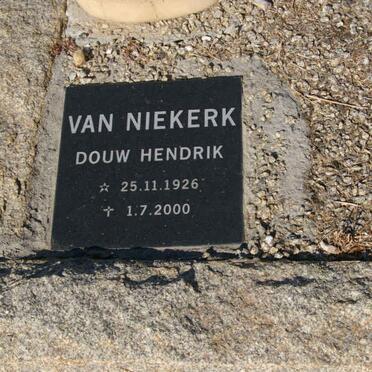 VAN NIEKERK
DOUW HENDRIK
☆ 25.11.1926
✝ 1.7.2000